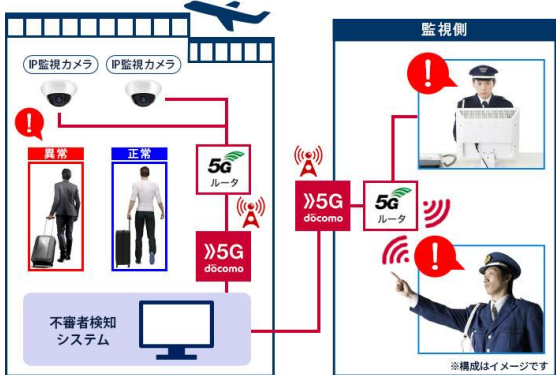 IP監視カメラ
IP監視カメラ
!
異常
正常
5G
ルータ
》5G
döcomo
不審者検知
システム
監視側
!
》5G
döcomo
5G
ルータ
!
※構成はイメージです